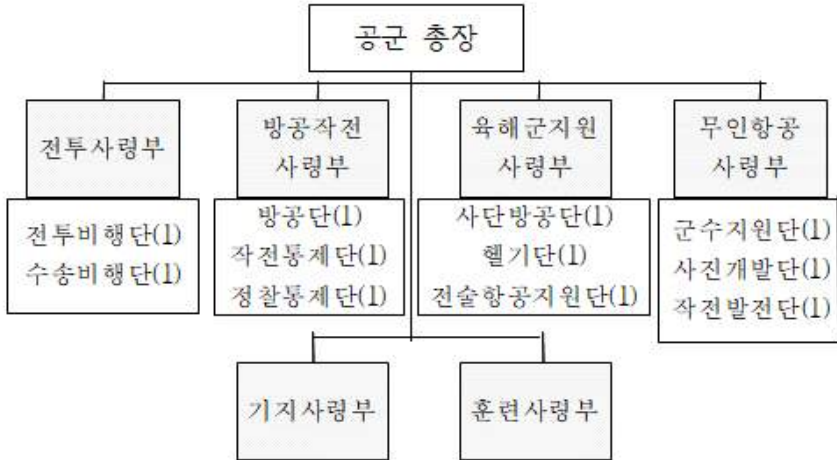 공군 총장
전투사령부
방공작전
사령부
육해군지원
사령부
무인항공
사령부
전투비행단(1)
수송비행단(1)
방공단(1)
작전통제단(1)
정찰통제단(1)
사단방공단(1)
헬기단(1)
전술항공지원단(1)
군수지원단(1)
사진개발단(1)
작전발전단(1)
기지사령부
훈련사령부